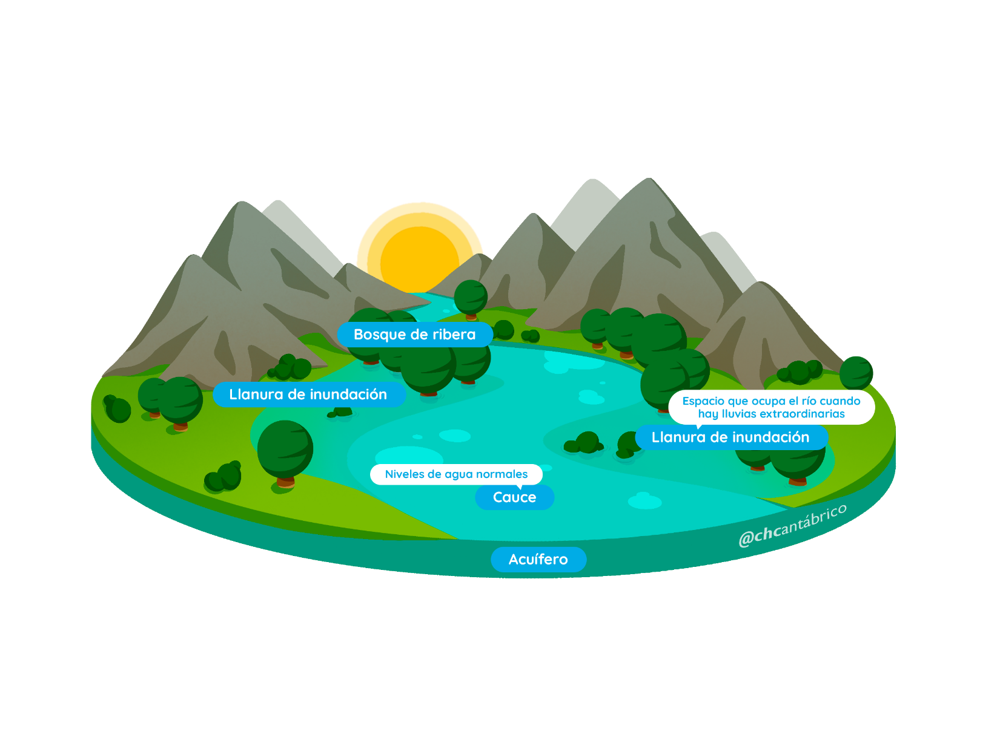 Bosque de ribera
Llanura de inundación
Espacio que ocupa el río cuando
hay lluvias extraordinarias
Llanura de inundación
Niveles de agua normales
Cauce
@chcantábrico
Acuífero